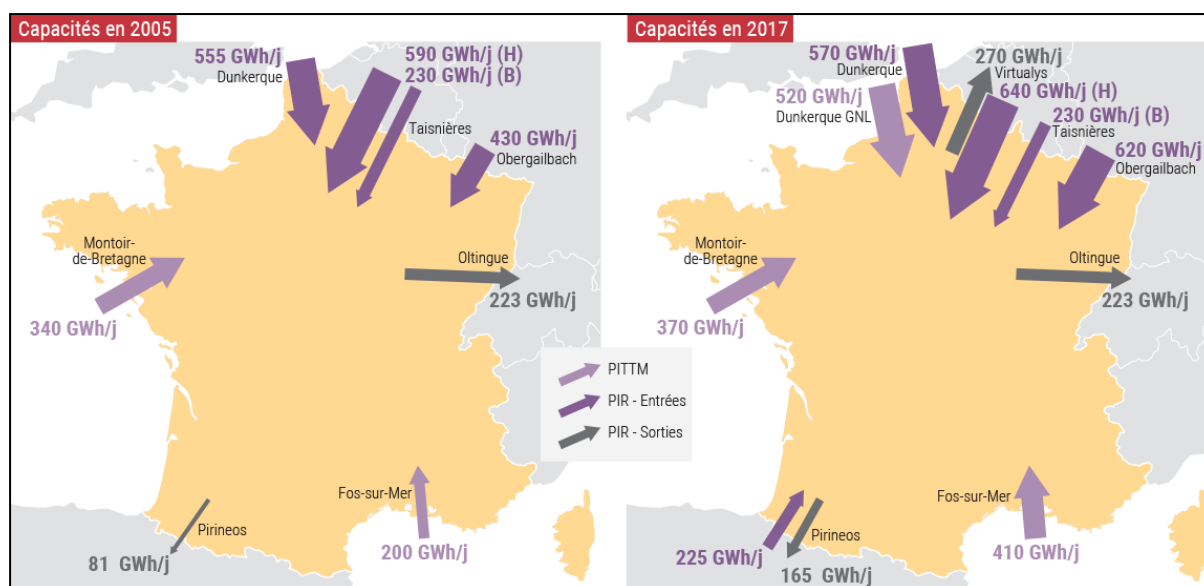 Capacités en 2005
555 GWh/j
Dunkerque
590 GWh/j (H)
230 GWh/j (B)
Taisnières
430 GWh/j
Obergailbach
Montoir-
de-Bretagne
340 GWh/j
Oltingue
223 GWh/j
Fos-sur-Mer
200 GWh/j
Pirineos
81 GWh/j
PITTM
PIR - Entrées
PIR - Sorties
Capacités en 2017
570 GWh/j
Dunkerque
270 GWh/j
Virtualys
520 GWh/j
Dunkerque GNL
640 GWh/j (H)
230 GWh/j (B)
Taisnières
620 GWh/j
Obergailbach
Montoir-
de-Bretagne
370 GWh/j
Oltingue
223 GWh/j
Fos-sur-Mer
410 GWh/j
Pirineos
225 GWh/j
165 GWh/j